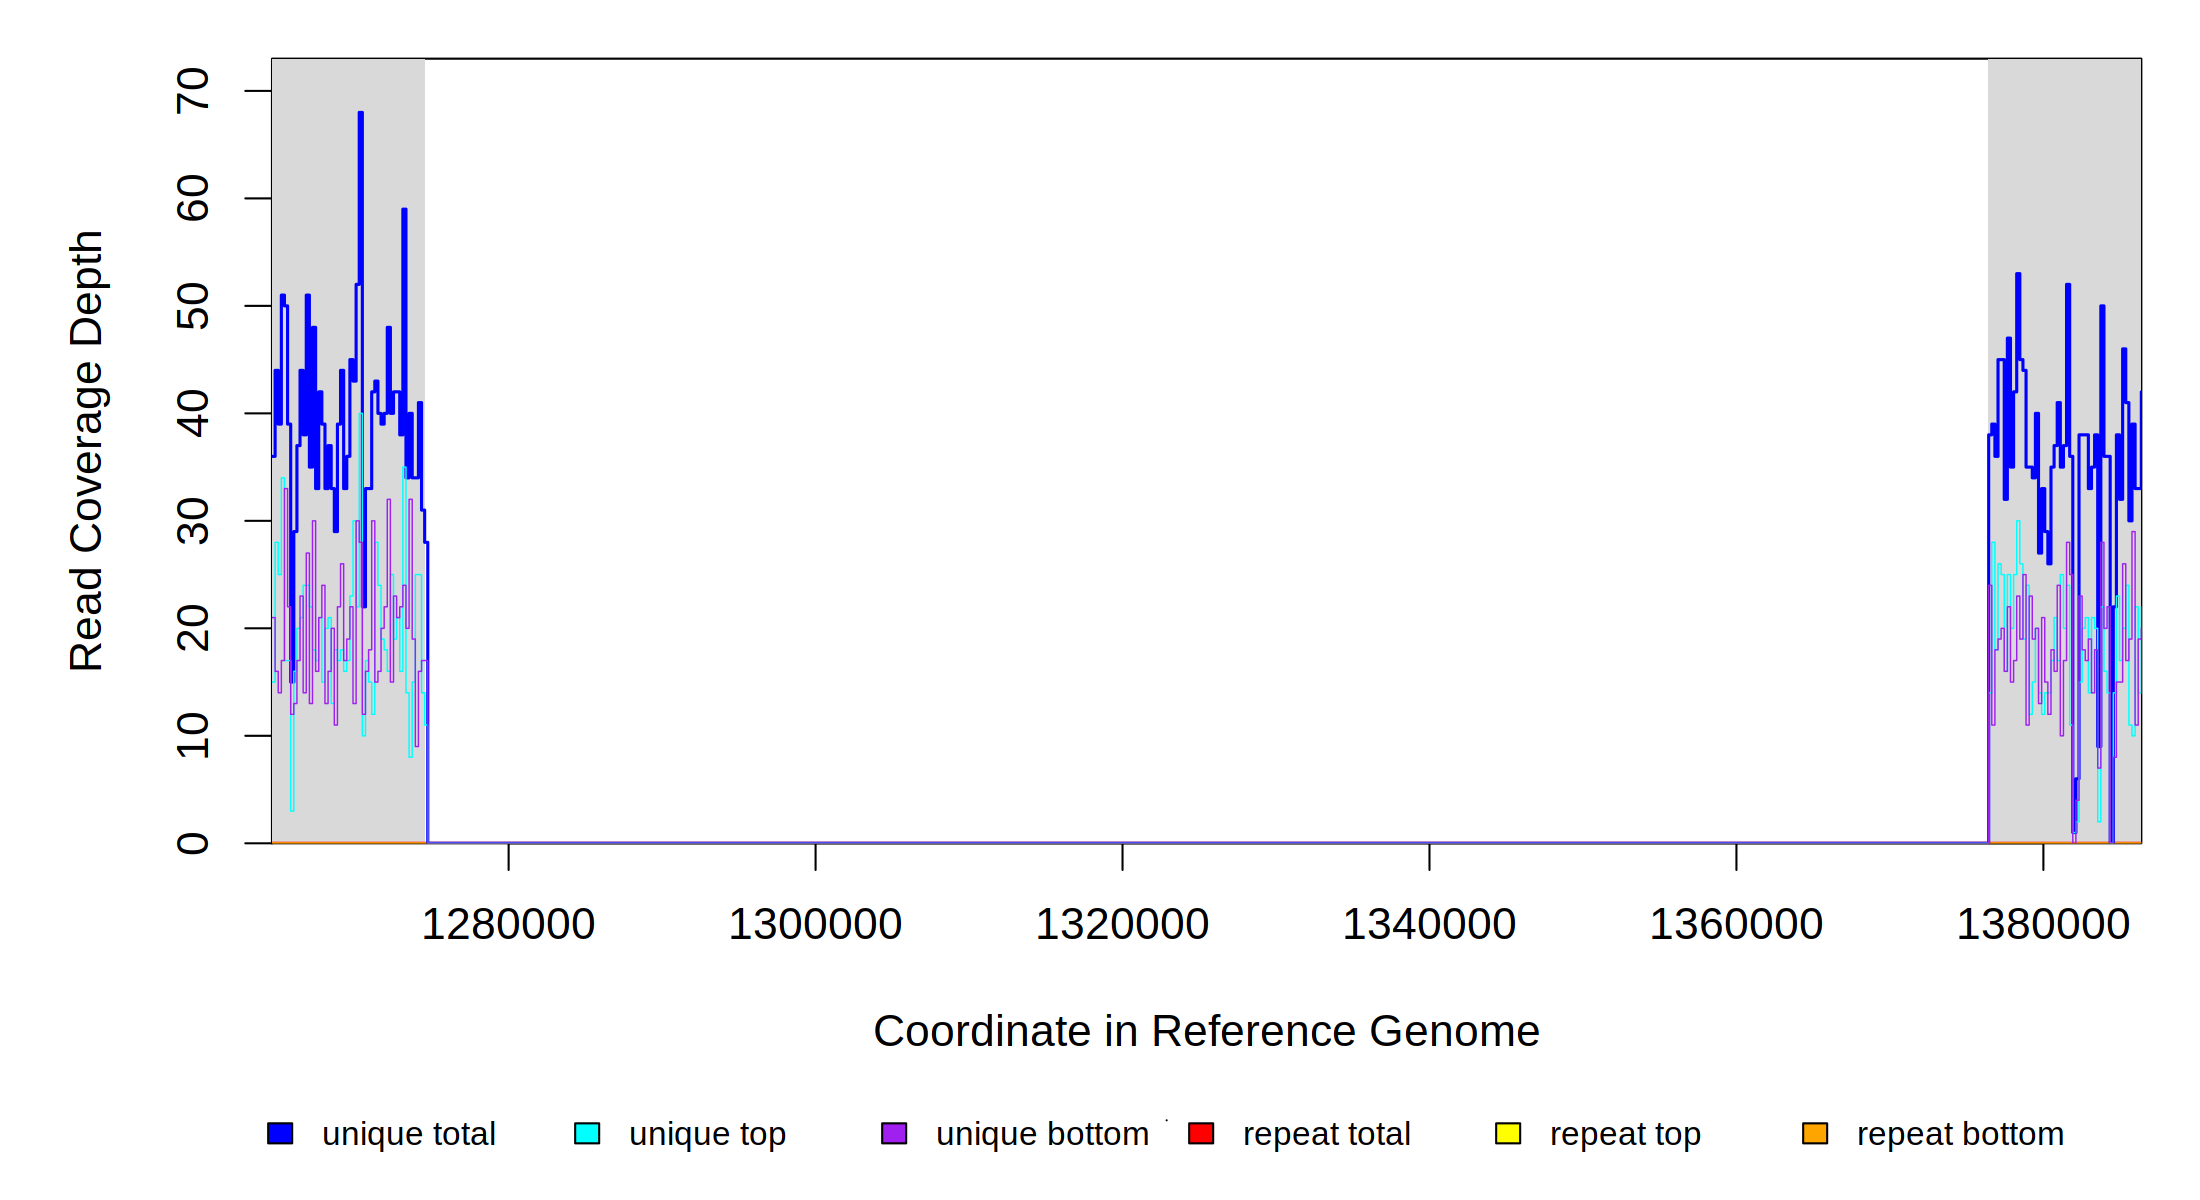 Read Coverage Depth
70
60
50
40
30
20
10
0
1280000 1300000 1320000 1340000 1360000 1380000
Coordinate in Reference Genome
unique total unique top unique bottom repeat total repeat top repeat bottom